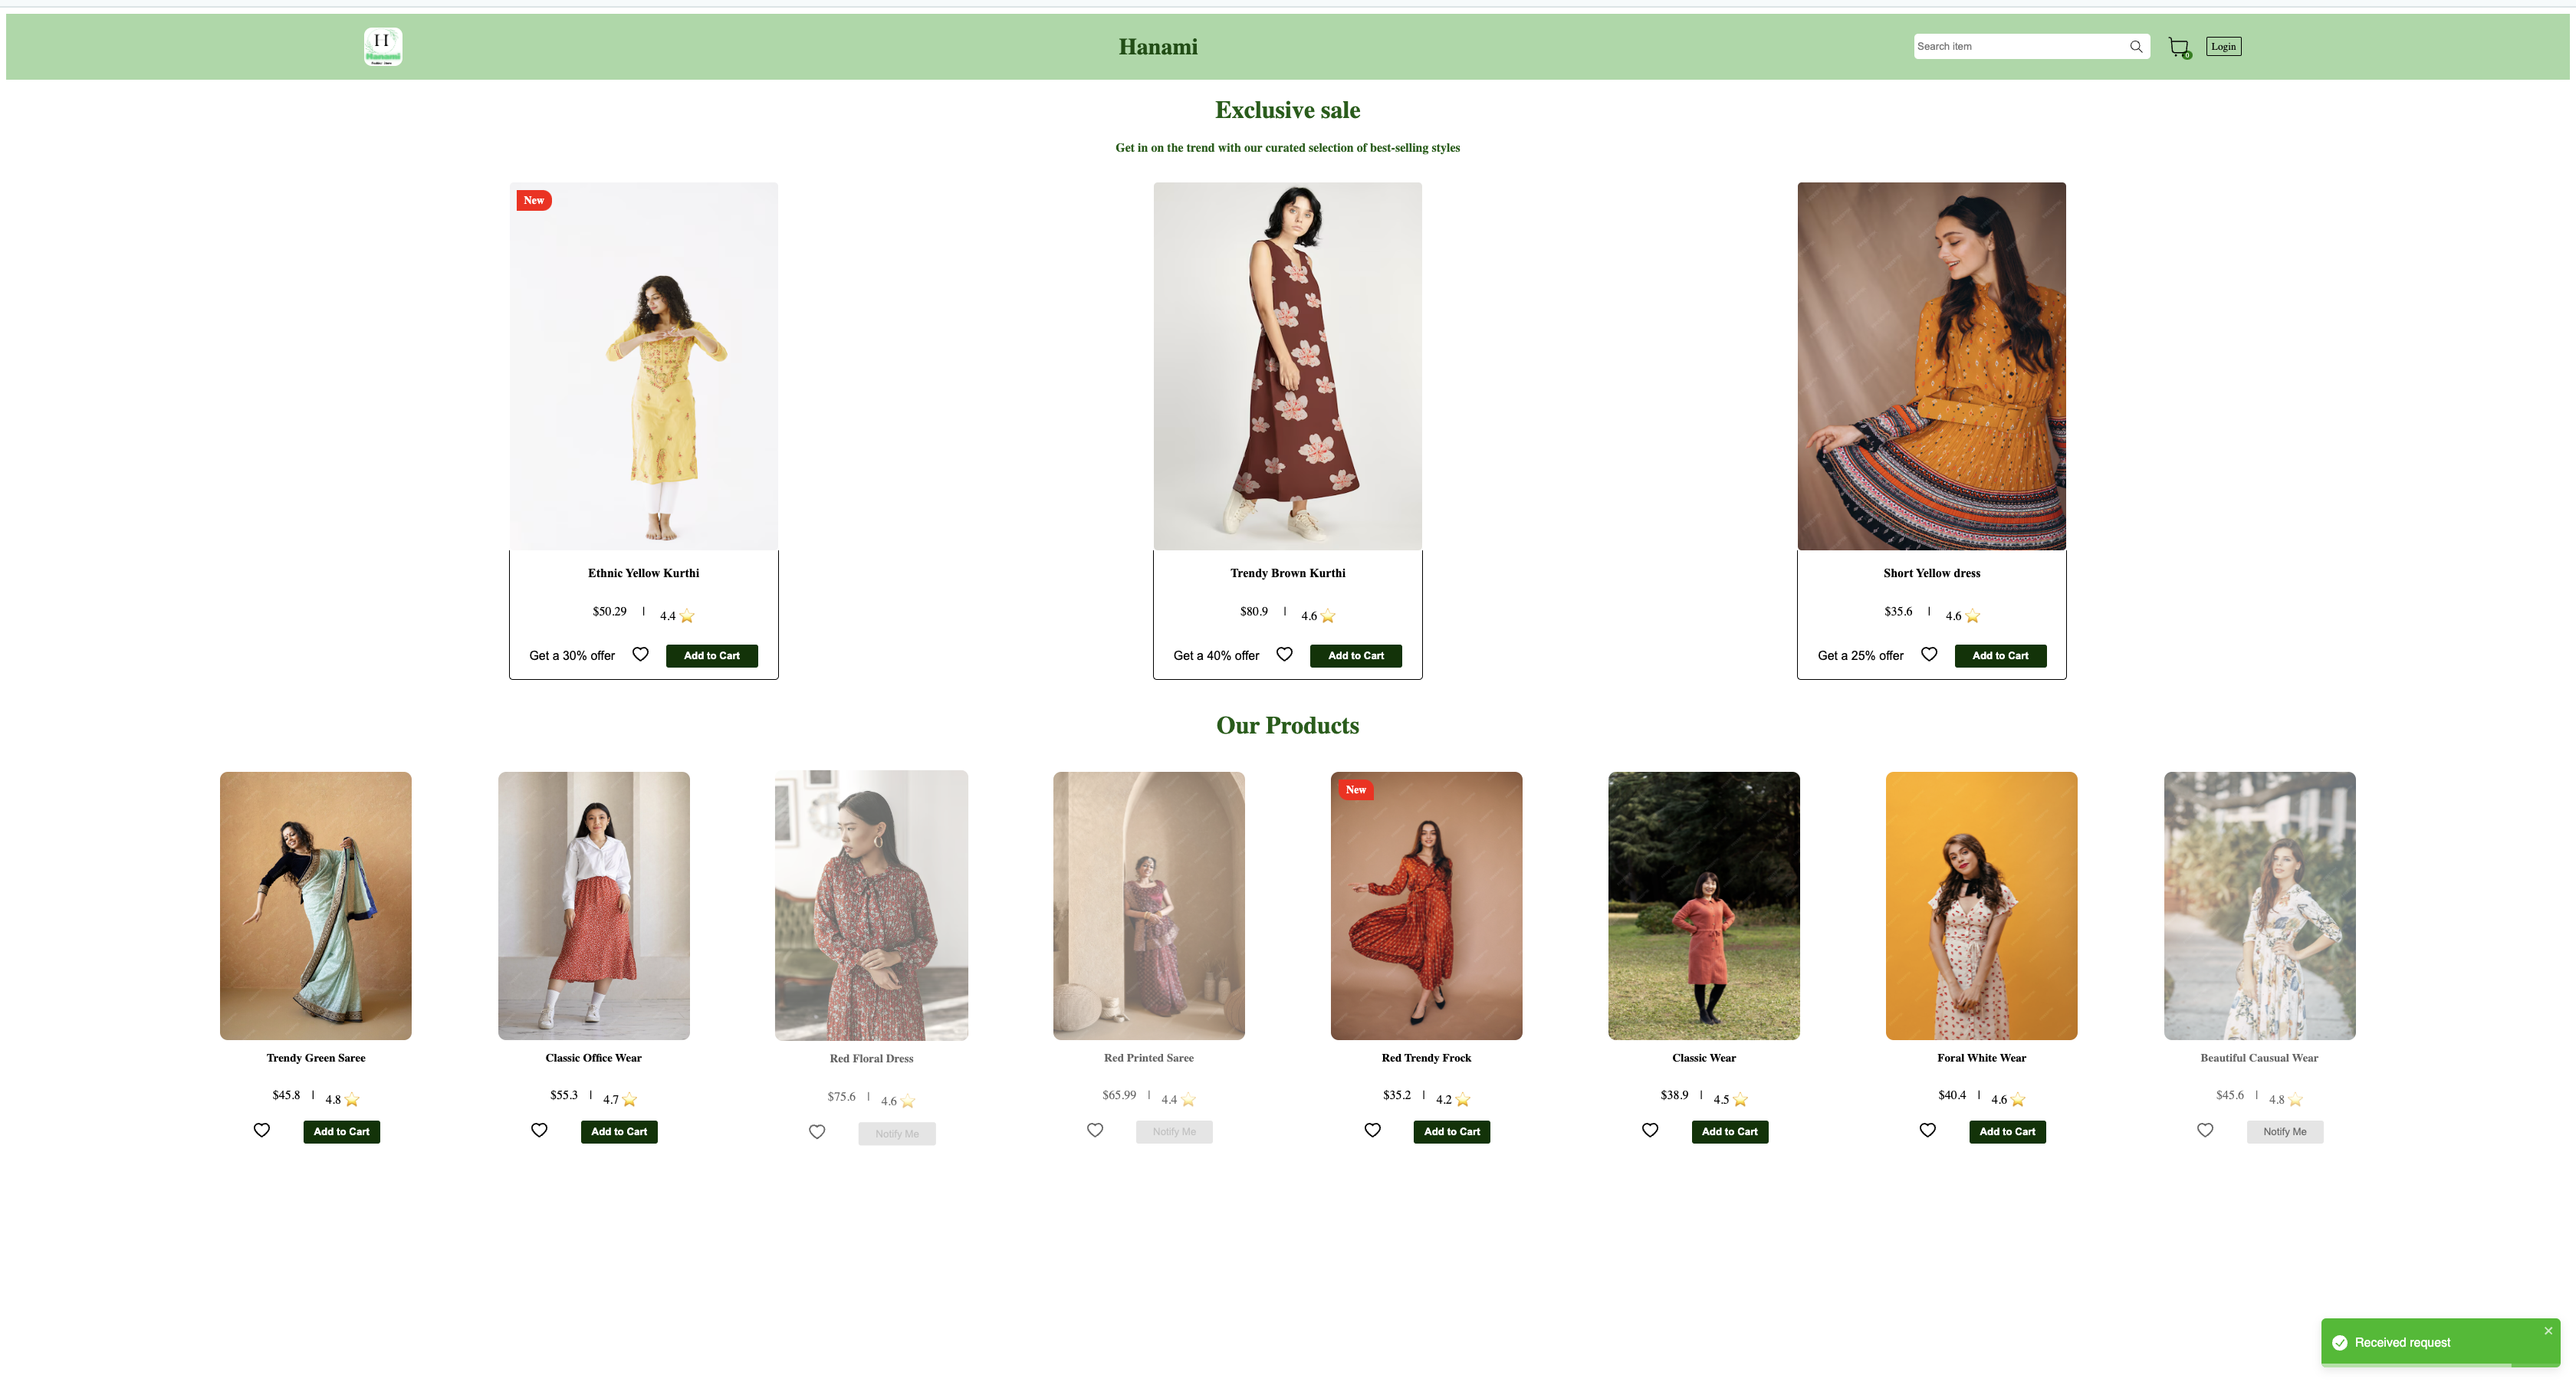 H
Hanami
Hanami
Search item
0
Login
Exclusive sale
Get in on the trend with our curated selection of best-selling styles
New
Ethnic Yellow Kurthi
$50.29 | 4.4
Get a 30% offer Add to Cart
Trendy Brown Kurthi
$80.9 | 4.6
Get a 40% offer Add to Cart
Short Yellow dress
$35.6 | 4.6
Get a 25% offer Add to Cart
Our Products
Trendy Green Saree
$45.8 | 4.8
Add to Cart
Classic Office Wear
$55.3 | 4.7
Add to Cart
Red Floral Dress
$75.6 | 4.6
Notify Me
Red Printed Saree
$65.99 | 4.4
Notify Me
New
Red Trendy Frock
$35.2 | 4.2
Add to Cart
Classic Wear
$38.9 | 4.5
Add to Cart
Foral White Wear
$40.4 | 4.6
Add to Cart
Beautiful Causual Wear
$45.6 | 4.8
Notify Me
Received request